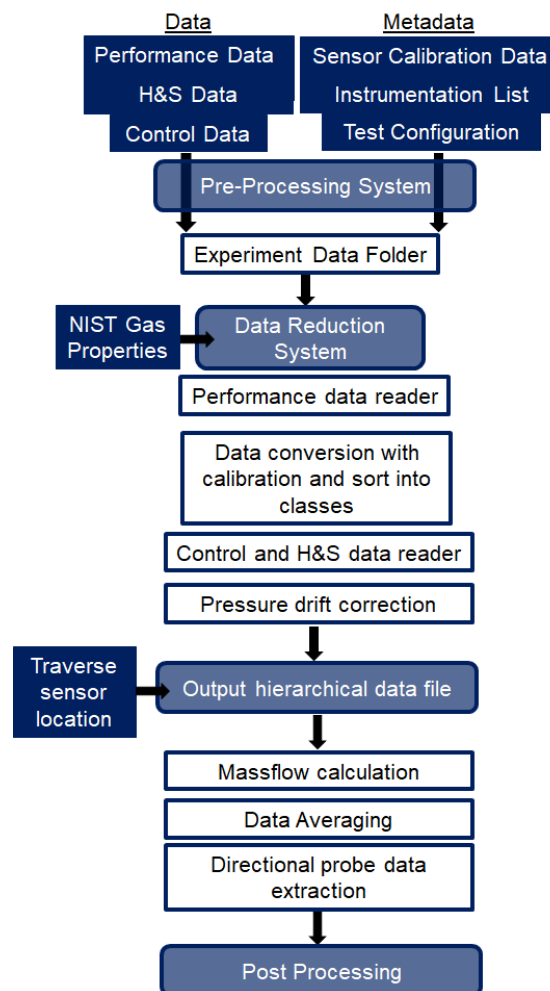 Data
Metadata
Performance Data
Sensor Calibration Data
H&S Data
Instrumentation List
Control Data
Test Configuration
Pre-Processing System
Experiment Data Folder
NIST Gas
Properties
Data Reduction
System
Performance data reader
Data conversion with
calibration and sort into
classes
Control and H&S data reader
Pressure drift correction
Traverse
sensor
location
Output hierarchical data file
Massflow calculation
Data Averaging
Directional probe data
extraction
Post Processing